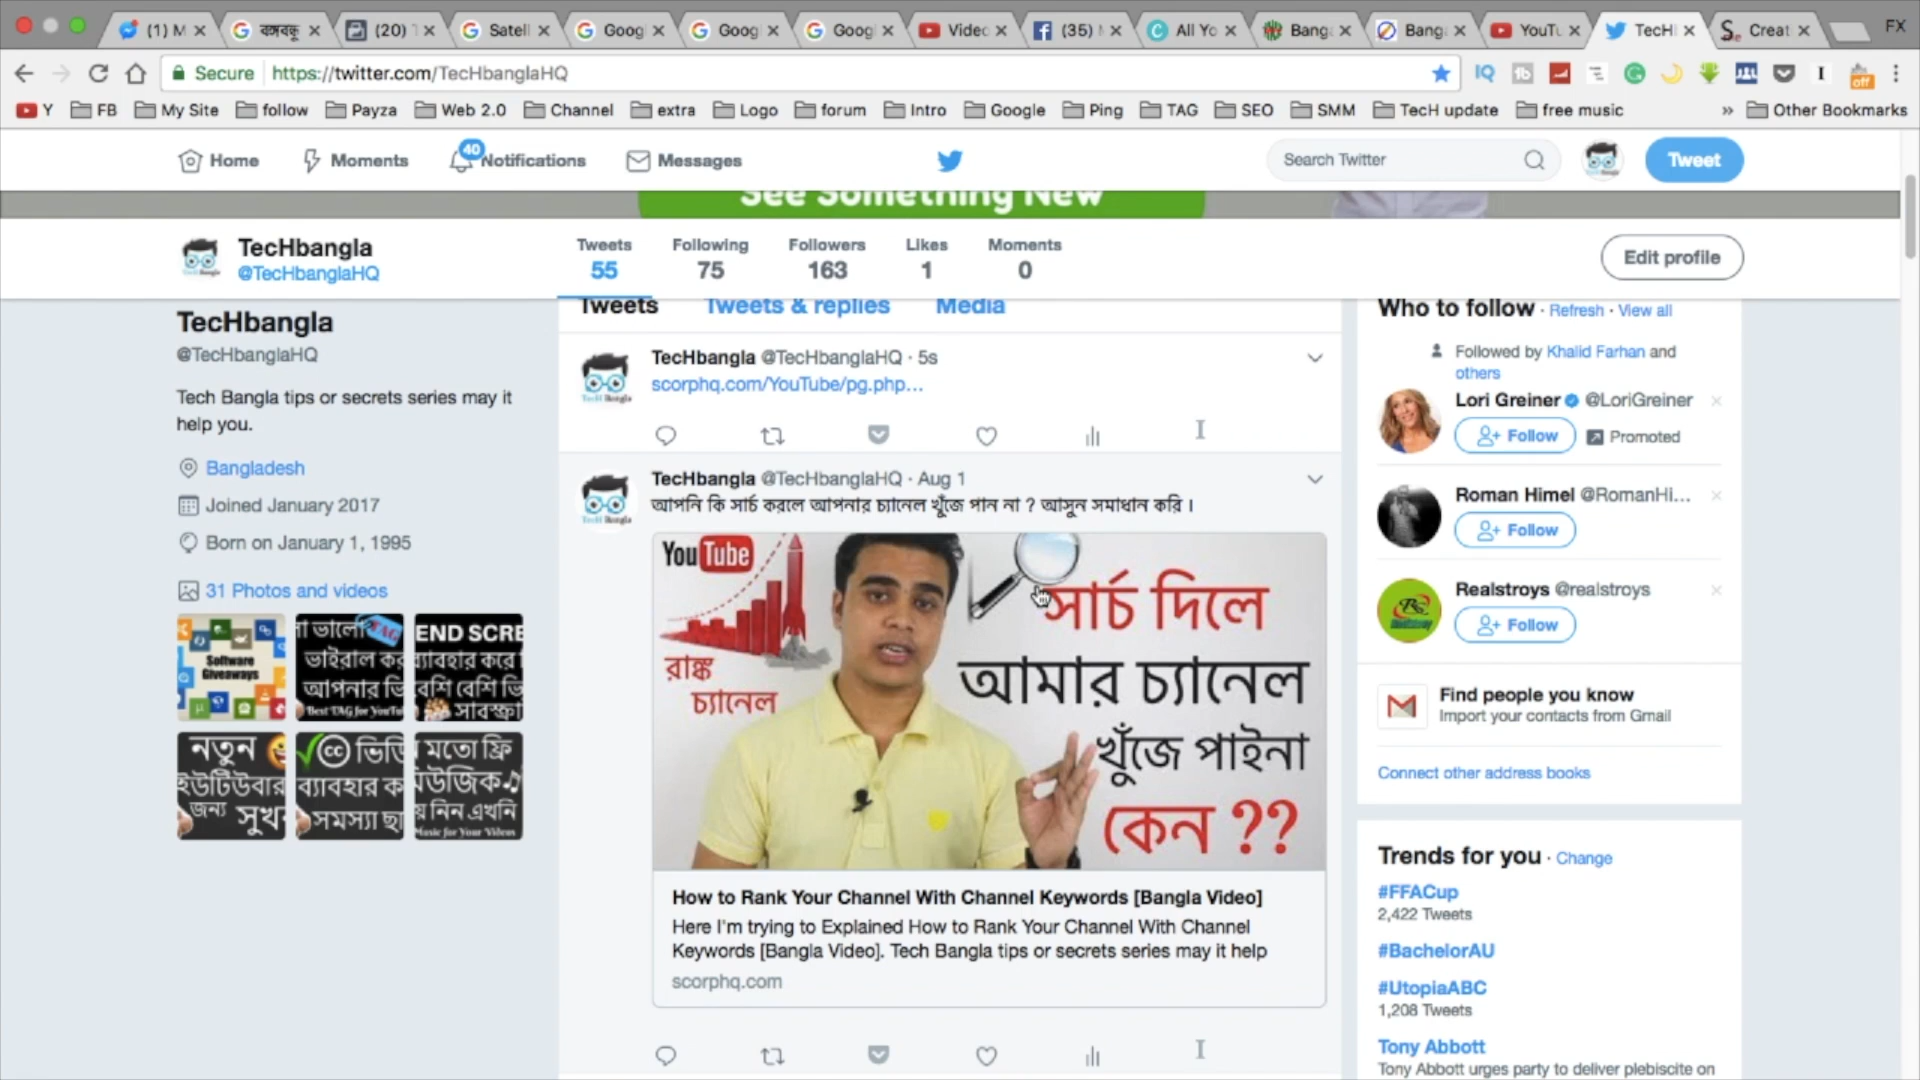 (1) M
বঙ্গবন্ধু
(20) T
Satell
Goog
Goog
Goog
Videc
(35)
All Yo
Bang
Bang
YouTu
TecHl
Creat
FX
Secure
https://twitter.com/TecHbanglaHQ
off
Y
FB
My Site
follow
Payza
Web 2.0
Channel
extra
Logo
forum
Intro
Google
Ping
TAG
SEO
SMM
TecH update
free music
»
Other Bookmarks
Home
Moments
40
Notifications
Messages
Search Twitter
Tweet
See Something New
TecHbangla
@TecHbanglaHQ
Tweets
55
Following
75
Followers
163
Likes
1
Moments
0
Edit profile
TecHbangla
@TecHbanglaHQ
Tech Bangla tips or secrets series may it
help you.
Bangladesh
Joined January 2017
Born on January 1, 1995
31 Photos and videos
Software
Giveaways
TAG
END SCRE
নতুন
Tweets
Tweets & replies
Media
TecHbangla @TecHbanglaHQ · 5s
scorphq.com/YouTube/pg.php...
TecHbangla @TecHbanglaHQ · Aug 1
আপনি কি সার্চ করলে আপনার চ্যানেল খুঁজে পান না ? আসুন সমাধান করি ।
YouTube
রাঙ্ক
চ্যানেল
সার্চ দিলে
আমার চ্যানেল
খুঁজে পাইনা
কেন ??
How to Rank Your Channel With Channel Keywords [Bangla Video]
Here I'm trying to Explained How to Rank Your Channel With Channel
Keywords [Bangla Video]. Tech Bangla tips or secrets series may it help
scorphq.com
Who to follow · Refresh · View all
Followed by Khalid Farhan and
others
Lori Greiner @LoriGreiner
Follow
Promoted
Roman Himel @RomanHi...
Follow
Realstroys @realstroys
Follow
Find people you know
Import your contacts from Gmail
Connect other address books
Trends for you · Change
#FFACup
2,422 Tweets
#BachelorAU
#UtopiaABC
1,208 Tweets
Tony Abbott
Tony Abbott urges party to deliver plebiscite on